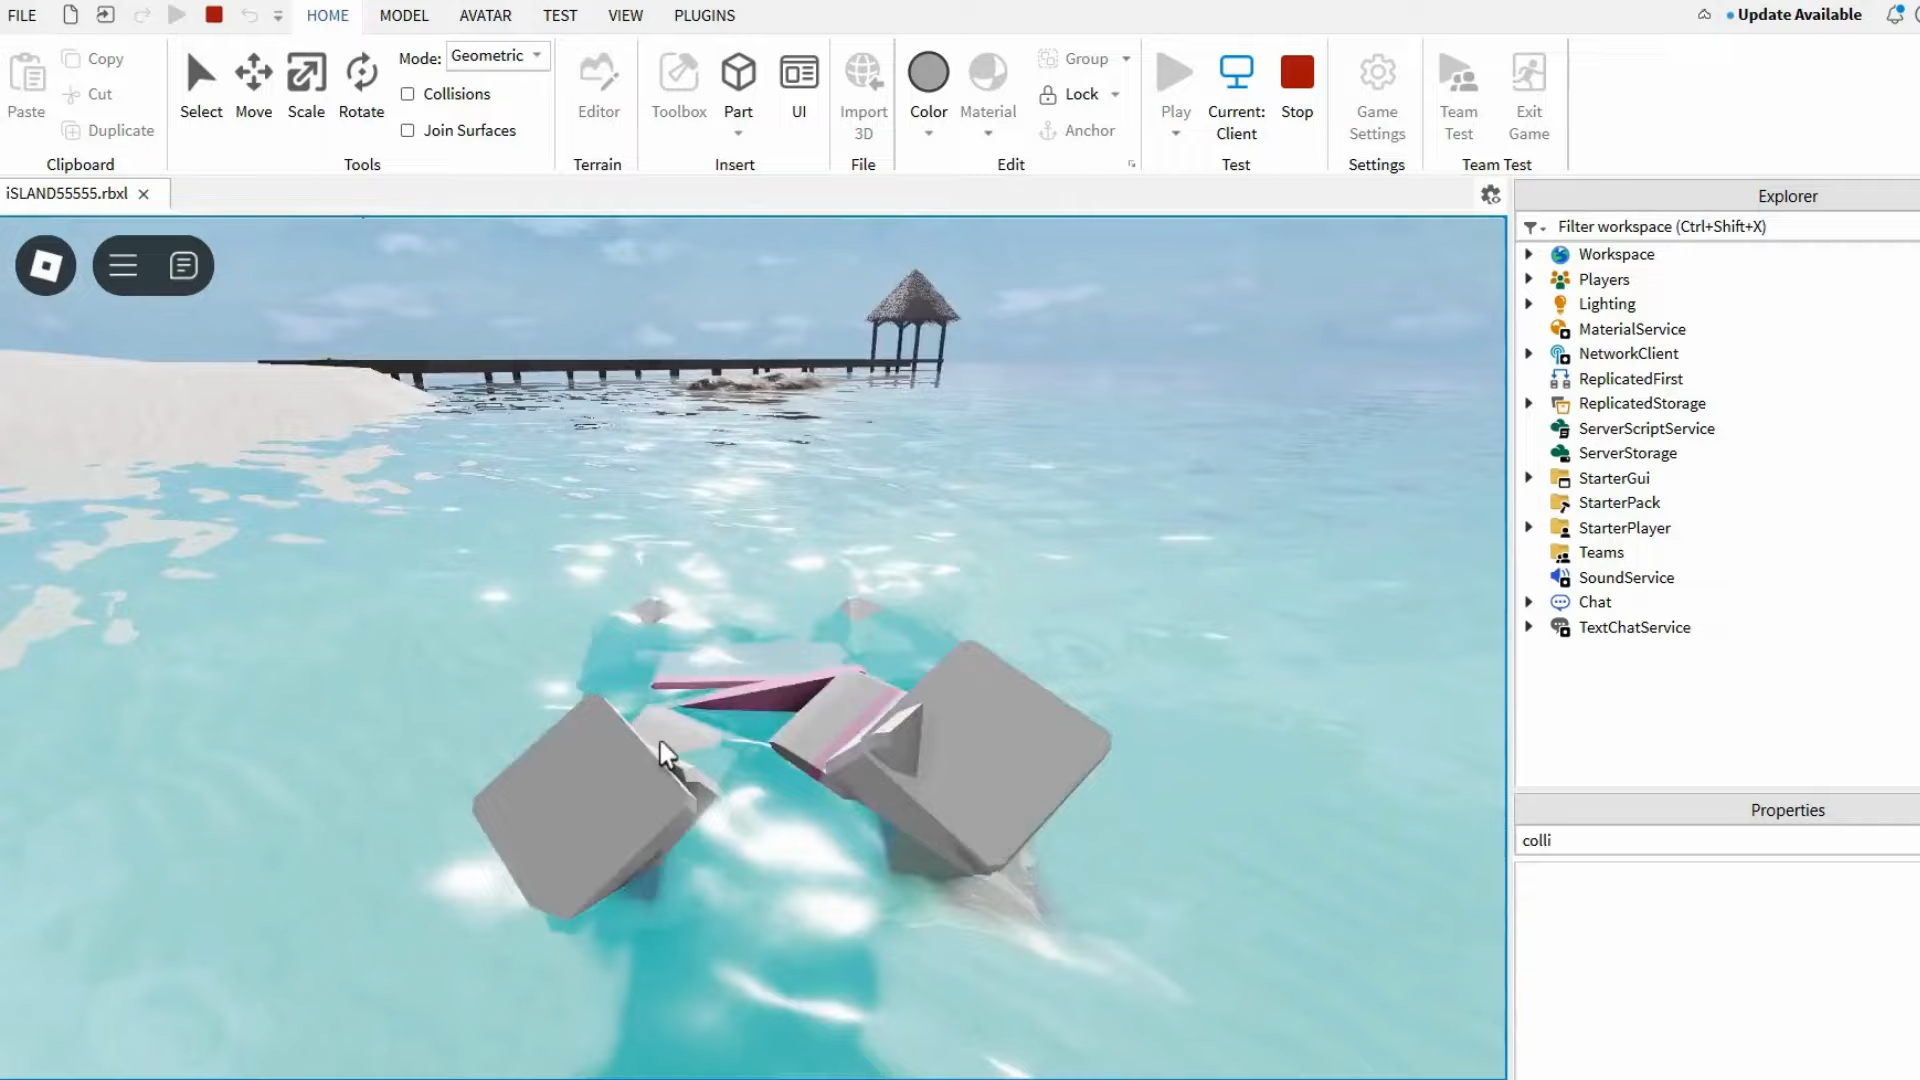 FILE HOME MODEL AVATAR TEST VIEW PLUGINS Update Available
Paste Copy Cut Duplicate
Clipboard
Select Move Scale Rotate
Mode: Geometric
Collisions
Join Surfaces
Tools
Editor
Terrain
Toolbox Part UI
Insert
Import
3D
File
Color Material
Group
Lock
Anchor
Edit
Play
Current:
Client
Stop
Test
Game
Settings
Settings
Team
Test
Exit
Game
Team Test
iSLAND55555.rbxl
Explorer
Filter workspace (Ctrl+Shift+X)
Workspace
Players
Lighting
MaterialService
NetworkClient
ReplicatedFirst
ReplicatedStorage
ServerScriptService
ServerStorage
StarterGui
StarterPack
StarterPlayer
Teams
SoundService
Chat
TextChatService
Properties
colli